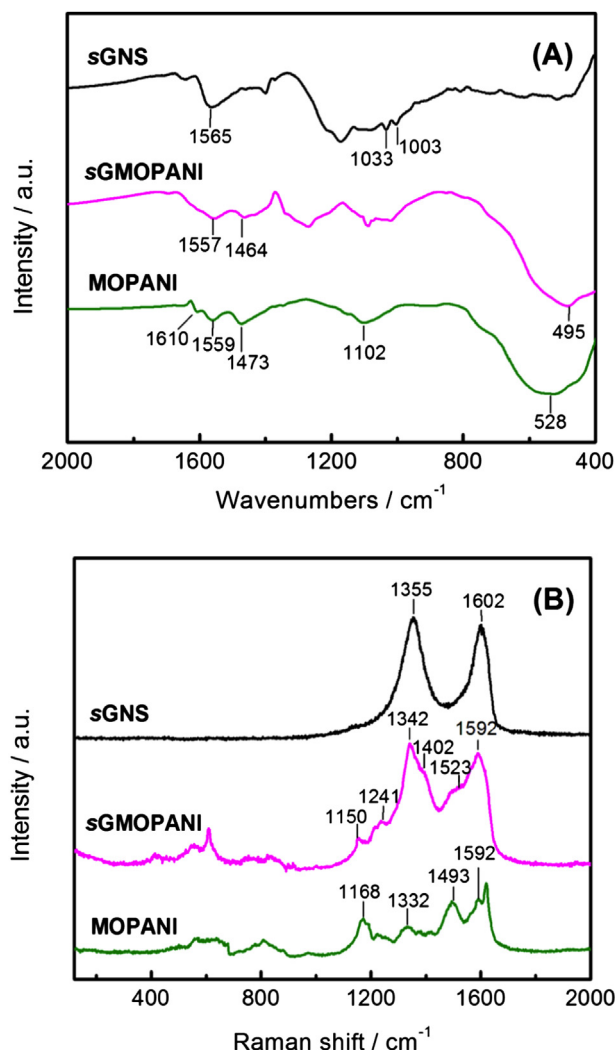 (A)
sGNS
1565
1033
1003
sGMOPANI
1557
1464
495
MOPANI
1610
1559
1473
1102
528
Intensity / a.u.
2000
1600
1200
800
400
Wavenumbers / cm⁻¹
(B)
1355
1602
sGNS
1342
1402
1592
1523
1241
1150
sGMOPANI
1592
1493
1332
1168
MOPANI
Intensity / a.u.
400
800
1200
1600
2000
Raman shift / cm⁻¹